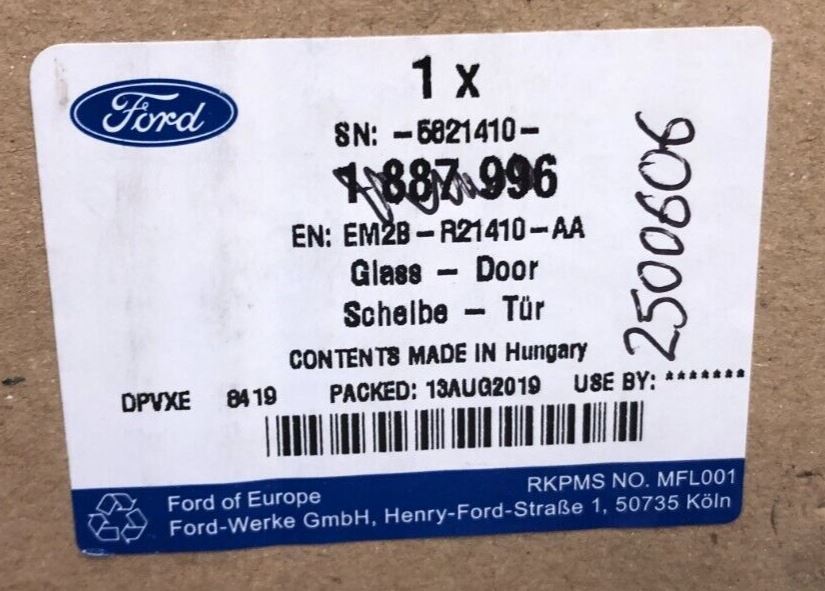 Ford
1 x
SN: -5821410-
1 887 996
EN: EM2B-R21410-AA
Glass - Door
Scheibe - Tür
CONTENTS MADE IN Hungary
DPVXE 8419 PACKED: 13AUG2019 USE BY: *******
2500606
RKPMS NO. MFL001
Ford of Europe
Ford-Werke GmbH, Henry-Ford-Straße 1, 50735 Köln